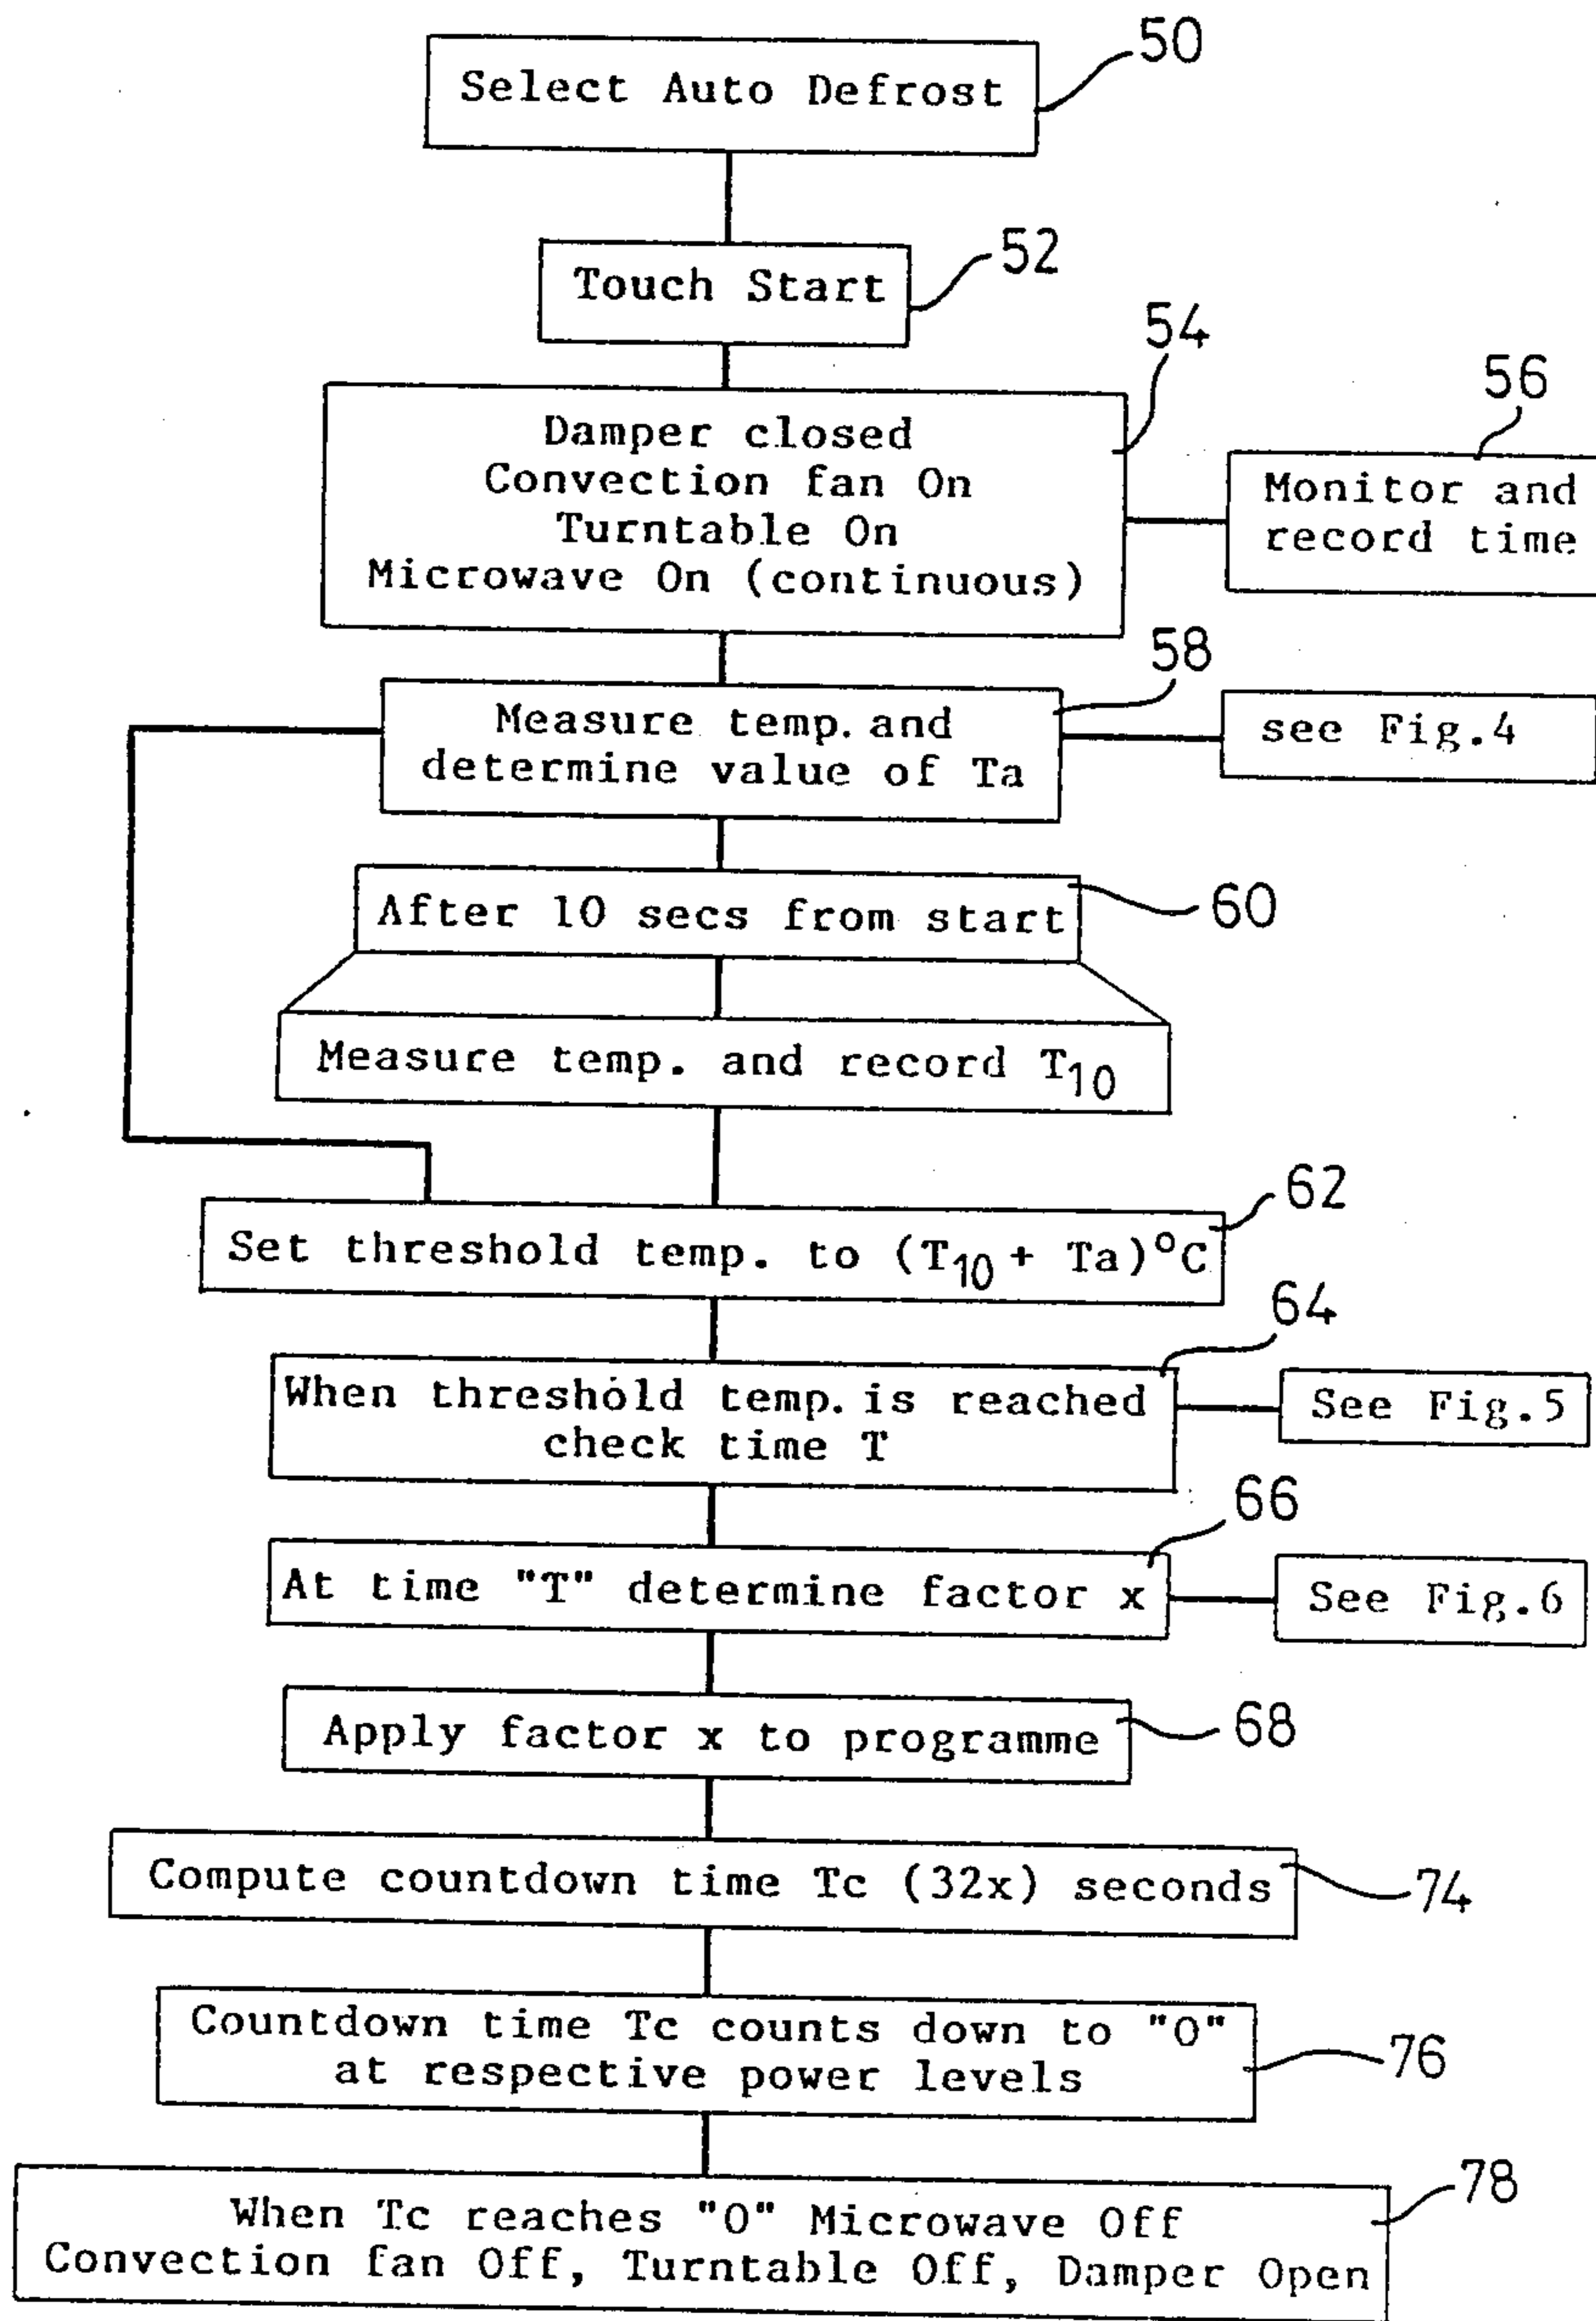 50
Select Auto Defrost
52
Touch Start
54
Damper closed
Convection fan On
Turntable On
Microwave On (continuous)
56
Monitor and
record time
58
Measure temp. and
determine value of Ta
see Fig.4
60
After 10 secs from start
Measure temp. and record T10
62
Set threshold temp. to (T10 + Ta)°C
64
When threshold temp. is reached
check time T
See Fig.5
66
At time "T" determine factor x
See Fig.6
Apply factor x to programme
68
Compute countdown time Tc (32x) seconds
74
Countdown time Tc counts down to "0"
at respective power levels
76
78
When Tc reaches "0" Microwave Off
Convection fan Off, Turntable Off, Damper Open